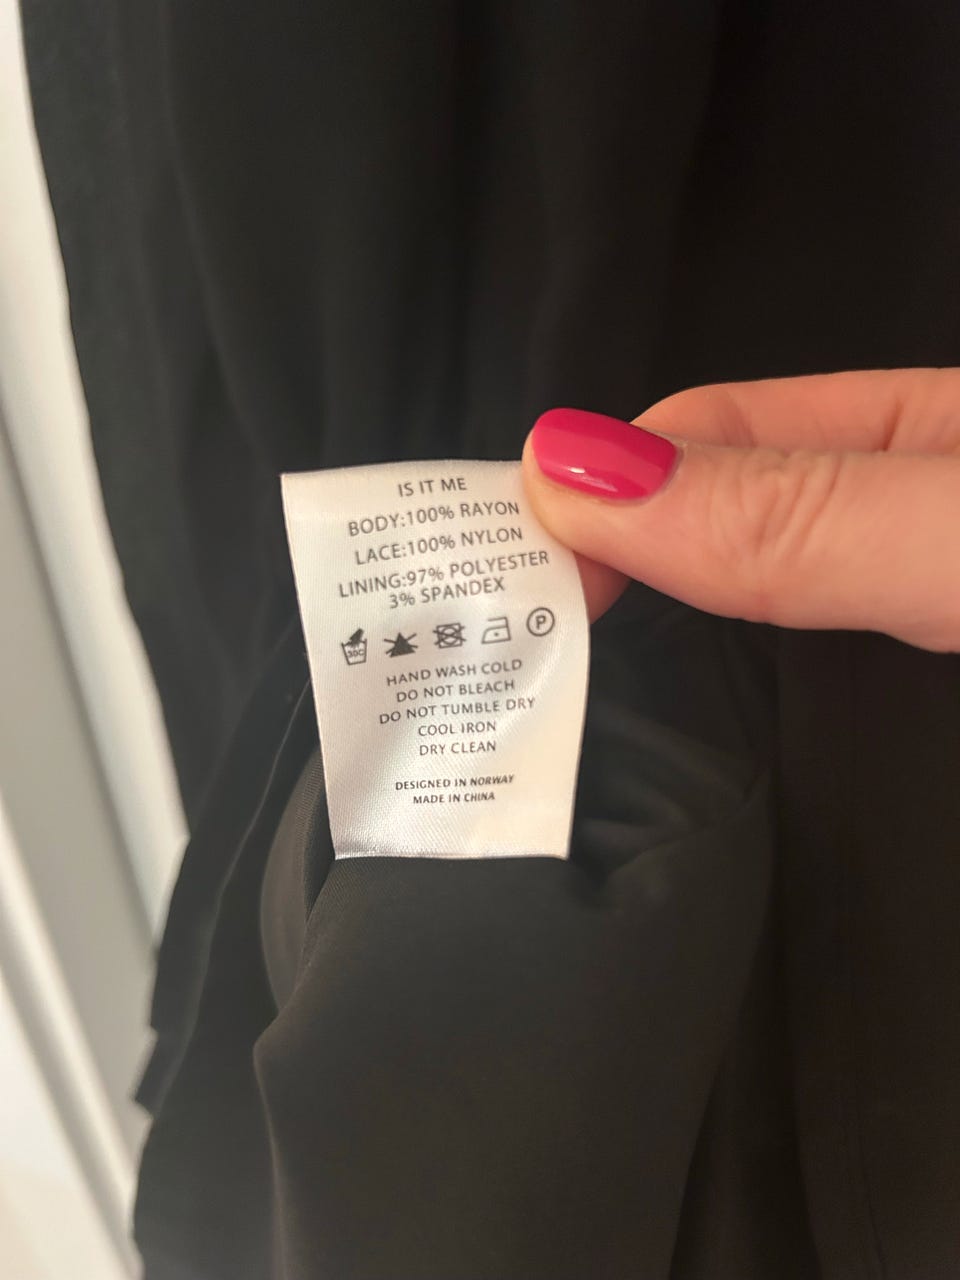 IS IT ME
BODY:100% RAYON
LACE:100% NYLON
LINING:97% POLYESTER
3% SPANDEX
30C P
HAND WASH COLD
DO NOT BLEACH
DO NOT TUMBLE DRY
COOL IRON
DRY CLEAN
DESIGNED IN NORWAY
MADE IN CHINA